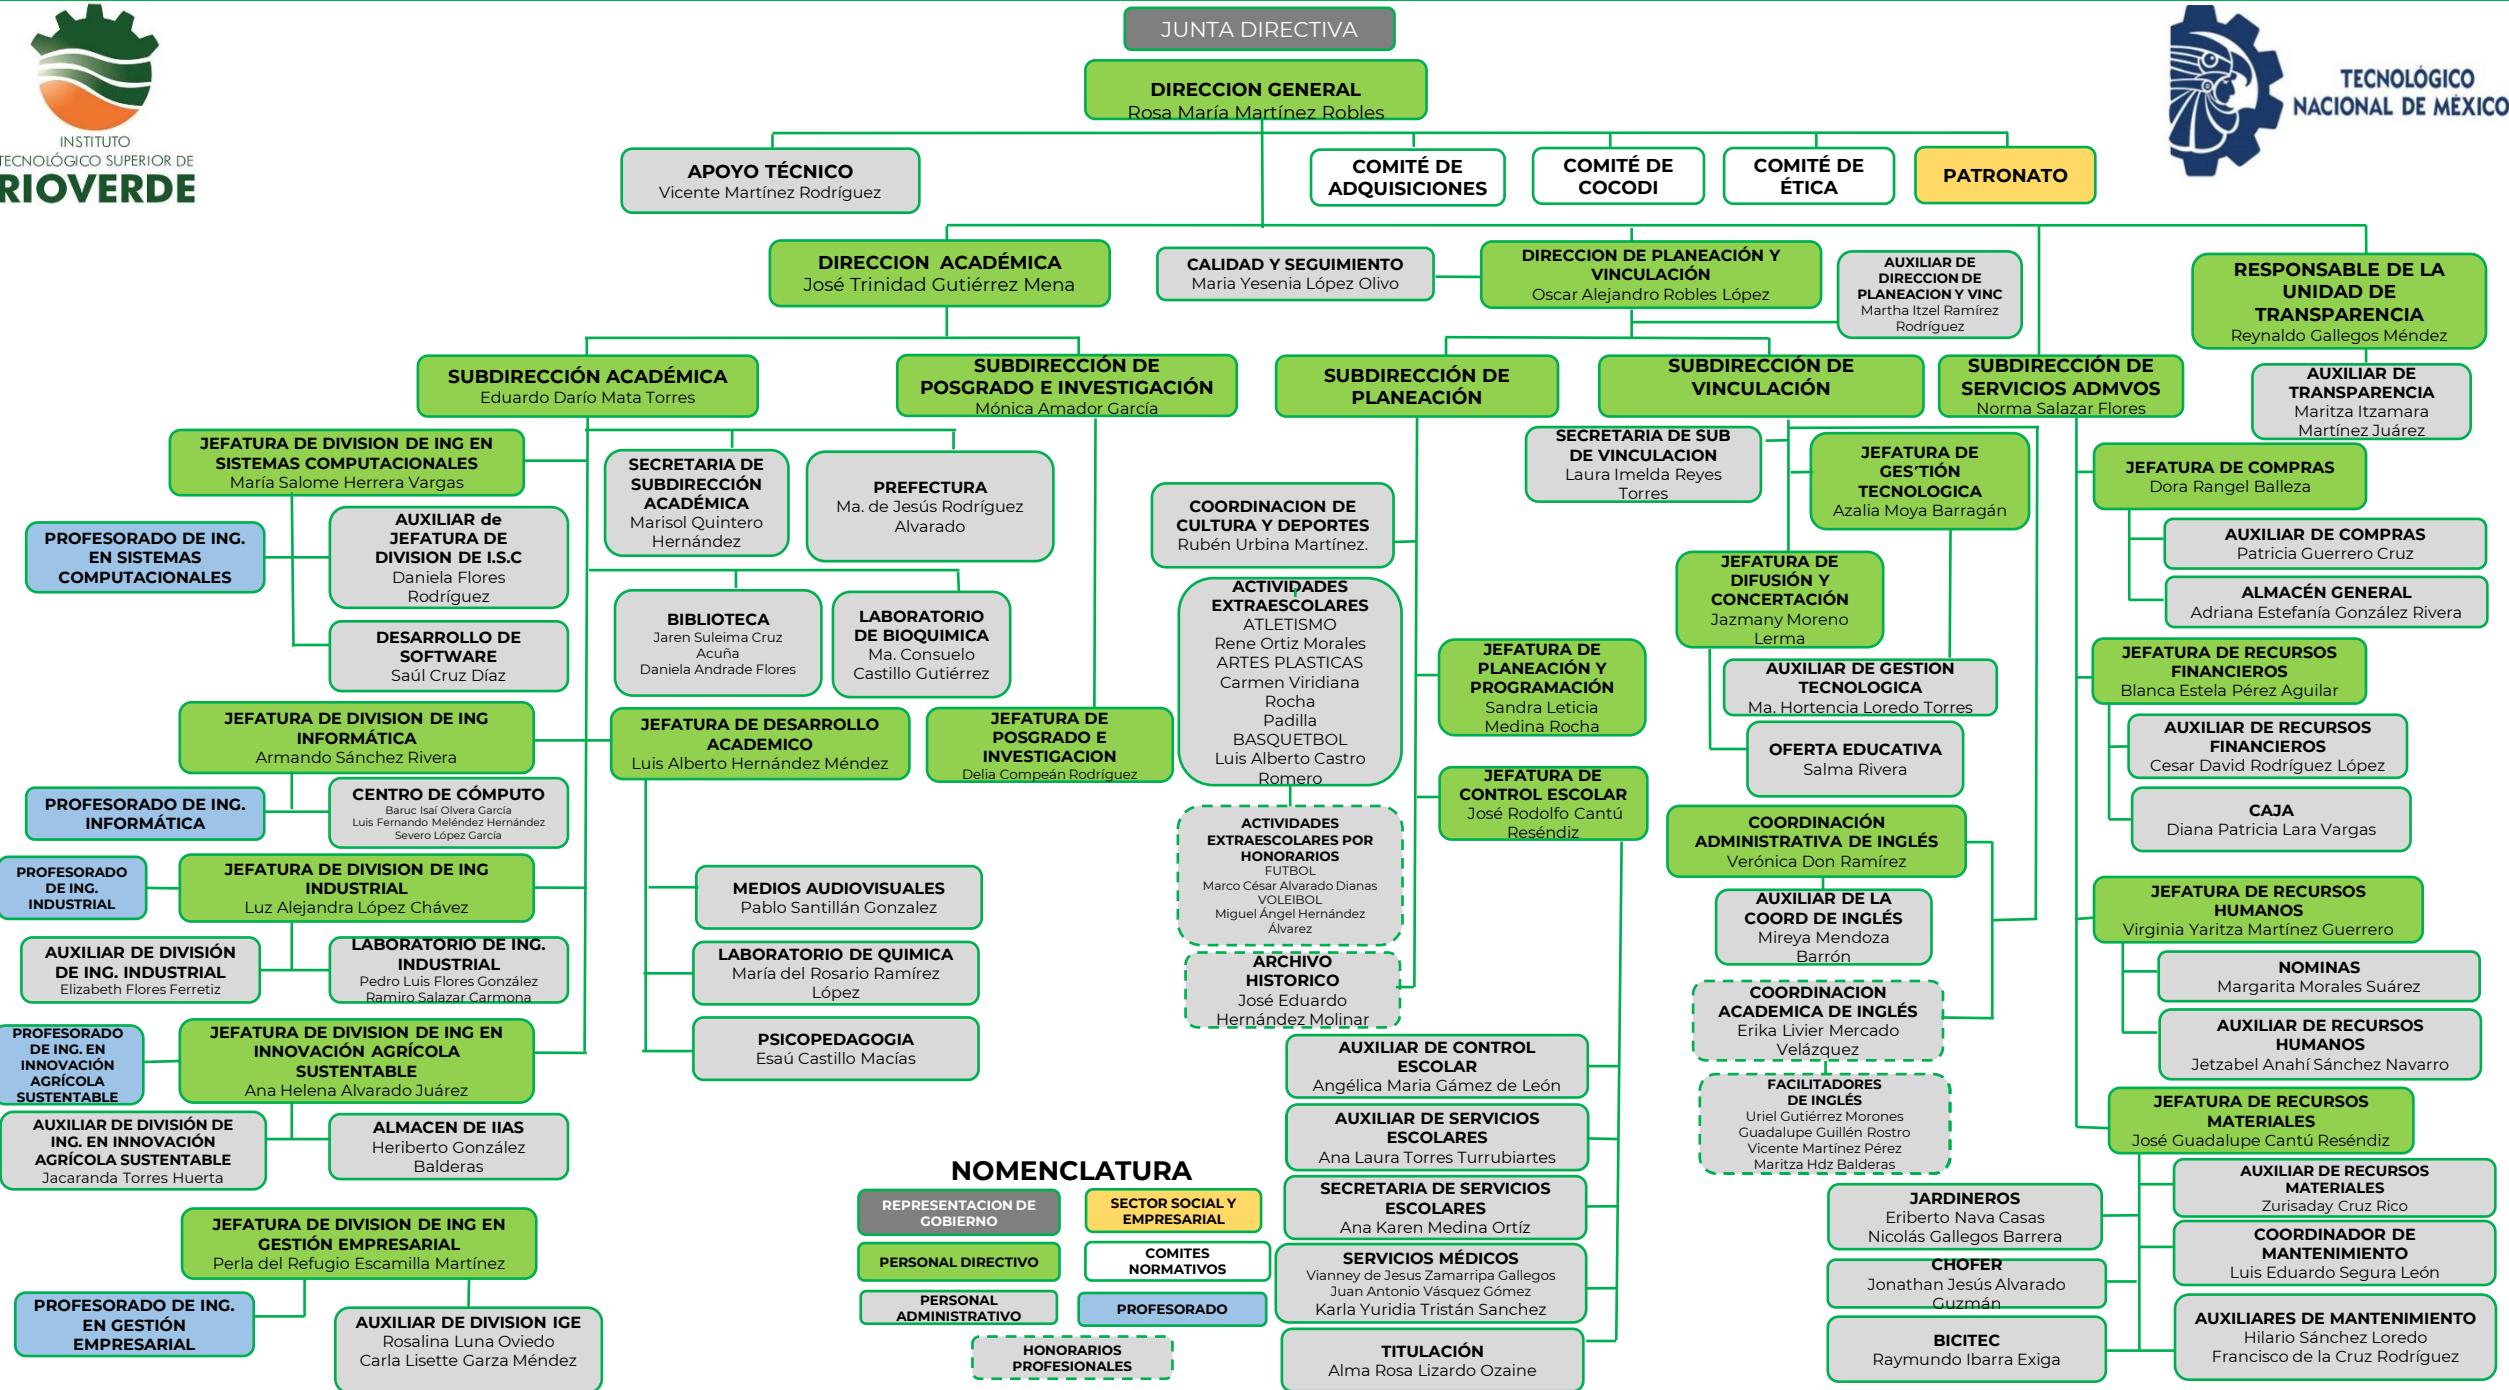 JUNTA DIRECTIVA
INSTITUTO
TECNOLÓGICO SUPERIOR DE
RIOVERDE
TECNOLÓGICO
NACIONAL DE MÉXICO
DIRECCION GENERAL
Rosa María Martínez Robles
APOYO TÉCNICO
Vicente Martínez Rodríguez
COMITÉ DE
ADQUISICIONES
COMITÉ DE
COCODI
COMITÉ DE
ÉTICA
PATRONATO
DIRECCION ACADÉMICA
José Trinidad Gutiérrez Mena
CALIDAD Y SEGUIMIENTO
Maria Yesenia López Olivo
DIRECCION DE PLANEACIÓN Y
VINCULACIÓN
Oscar Alejandro Robles López
AUXILIAR DE
DIRECCION DE
PLANEACION Y VINC
Martha Itzel Ramírez
Rodríguez
RESPONSABLE DE LA
UNIDAD DE
TRANSPARENCIA
Reynaldo Gallegos Méndez
AUXILIAR DE
TRANSPARENCIA
Maritza Itzamara
Martínez Juárez
SUBDIRECCIÓN ACADÉMICA
Eduardo Darío Mata Torres
SUBDIRECCIÓN DE
POSGRADO E INVESTIGACIÓN
Mónica Amador García
SUBDIRECCIÓN DE
PLANEACIÓN
SUBDIRECCIÓN DE
VINCULACIÓN
SUBDIRECCIÓN DE
SERVICIOS ADMVOS
Norma Salazar Flores
JEFATURA DE DIVISION DE ING EN
SISTEMAS COMPUTACIONALES
María Salome Herrera Vargas
PROFESORADO DE ING.
EN SISTEMAS
COMPUTACIONALES
AUXILIAR de
JEFATURA DE
DIVISION DE I.S.C
Daniela Flores
Rodríguez
DESARROLLO DE
SOFTWARE
Saúl Cruz Díaz
SECRETARIA DE
SUBDIRECCIÓN
ACADÉMICA
Marisol Quintero
Hernández
PREFECTURA
Ma. de Jesús Rodríguez
Alvarado
BIBLIOTECA
Jaren Suleima Cruz
Acuña
Daniela Andrade Flores
LABORATORIO
DE BIOQUIMICA
Ma. Consuelo
Castillo Gutiérrez
JEFATURA DE DIVISION DE ING
INFORMÁTICA
Armando Sánchez Rivera
PROFESORADO DE ING.
INFORMÁTICA
CENTRO DE CÓMPUTO
Baruc Isaí Olvera García
Luis Fernando Meléndez Hernández
Severo López García
JEFATURA DE DESARROLLO
ACADEMICO
Luis Alberto Hernández Méndez
JEFATURA DE
POSGRADO E
INVESTIGACION
Delia Compeán Rodríguez
PROFESORADO
DE ING.
INDUSTRIAL
JEFATURA DE DIVISION DE ING
INDUSTRIAL
Luz Alejandra López Chávez
AUXILIAR DE DIVISIÓN
DE ING. INDUSTRIAL
Elizabeth Flores Ferretiz
LABORATORIO DE ING.
INDUSTRIAL
Pedro Luis Flores González
Ramiro Salazar Carmona
MEDIOS AUDIOVISUALES
Pablo Santillán Gonzalez
LABORATORIO DE QUIMICA
María del Rosario Ramírez
López
PSICOPEDAGOGIA
Esaú Castillo Macías
PROFESORADO
DE ING. EN
INNOVACIÓN
AGRÍCOLA
SUSTENTABLE
JEFATURA DE DIVISION DE ING EN
INNOVACIÓN AGRÍCOLA
SUSTENTABLE
Ana Helena Alvarado Juárez
AUXILIAR DE DIVISIÓN DE
ING. EN INNOVACIÓN
AGRÍCOLA SUSTENTABLE
Jacaranda Torres Huerta
ALMACEN DE IIAS
Heriberto González
Balderas
JEFATURA DE DIVISION DE ING EN
GESTIÓN EMPRESARIAL
Perla del Refugio Escamilla Martínez
PROFESORADO DE ING.
EN GESTIÓN
EMPRESARIAL
AUXILIAR DE DIVISION IGE
Rosalina Luna Oviedo
Carla Lisette Garza Méndez
COORDINACION DE
CULTURA Y DEPORTES
Rubén Urbina Martínez.
ACTIVIDADES
EXTRAESCOLARES
ATLETISMO
Rene Ortiz Morales
ARTES PLASTICAS
Carmen Viridiana
Rocha
Padilla
BASQUETBOL
Luis Alberto Castro
Romero
ACTIVIDADES
EXTRAESCOLARES POR
HONORARIOS
FUTBOL
Marco César Alvarado Dianas
VOLEIBOL
Miguel Ángel Hernández
Álvarez
ARCHIVO
HISTORICO
José Eduardo
Hernández Molinar
JEFATURA DE
PLANEACIÓN Y
PROGRAMACIÓN
Sandra Leticia
Medina Rocha
JEFATURA DE
CONTROL ESCOLAR
José Rodolfo Cantú
Reséndiz
AUXILIAR DE CONTROL
ESCOLAR
Angélica Maria Gámez de León
AUXILIAR DE SERVICIOS
ESCOLARES
Ana Laura Torres Turrubiartes
SECRETARIA DE SERVICIOS
ESCOLARES
Ana Karen Medina Ortíz
SERVICIOS MÉDICOS
Vianney de Jesus Zamarripa Gallegos
Juan Antonio Vásquez Gómez
Karla Yuridia Tristán Sanchez
TITULACIÓN
Alma Rosa Lizardo Ozaine
SECRETARIA DE SUB
DE VINCULACION
Laura Imelda Reyes
Torres
JEFATURA DE
GES´TIÓN
TECNOLOGICA
Azalia Moya Barragán
JEFATURA DE
DIFUSIÓN Y
CONCERTACIÓN
Jazmany Moreno
Lerma
AUXILIAR DE GESTION
TECNOLOGICA
Ma. Hortencia Loredo Torres
OFERTA EDUCATIVA
Salma Rivera
COORDINACIÓN
ADMINISTRATIVA DE INGLÉS
Verónica Don Ramírez
AUXILIAR DE LA
COORD DE INGLÉS
Mireya Mendoza
Barrón
COORDINACION
ACADEMICA DE INGLÉS
Erika Livier Mercado
Velázquez
FACILITADORES
DE INGLÉS
Uriel Gutiérrez Morones
Guadalupe Guillén Rostro
Vicente Martínez Pérez
Maritza Hdz Balderas
JEFATURA DE COMPRAS
Dora Rangel Balleza
AUXILIAR DE COMPRAS
Patricia Guerrero Cruz
ALMACÉN GENERAL
Adriana Estefanía González Rivera
JEFATURA DE RECURSOS
FINANCIEROS
Blanca Estela Pérez Aguilar
AUXILIAR DE RECURSOS
FINANCIEROS
Cesar David Rodríguez López
CAJA
Diana Patricia Lara Vargas
JEFATURA DE RECURSOS
HUMANOS
Virginia Yaritza Martínez Guerrero
NOMINAS
Margarita Morales Suárez
AUXILIAR DE RECURSOS
HUMANOS
Jetzabel Anahí Sánchez Navarro
JEFATURA DE RECURSOS
MATERIALES
José Guadalupe Cantú Reséndiz
AUXILIAR DE RECURSOS
MATERIALES
Zurisaday Cruz Rico
JARDINEROS
Eriberto Nava Casas
Nicolás Gallegos Barrera
COORDINADOR DE
MANTENIMIENTO
Luis Eduardo Segura León
CHOFER
Jonathan Jesús Alvarado
Guzmán
AUXILIARES DE MANTENIMIENTO
Hilario Sánchez Loredo
Francisco de la Cruz Rodríguez
BICITEC
Raymundo Ibarra Exiga
NOMENCLATURA
REPRESENTACION DE
GOBIERNO
SECTOR SOCIAL Y
EMPRESARIAL
PERSONAL DIRECTIVO
COMITES
NORMATIVOS
PERSONAL
ADMINISTRATIVO
PROFESORADO
HONORARIOS
PROFESIONALES